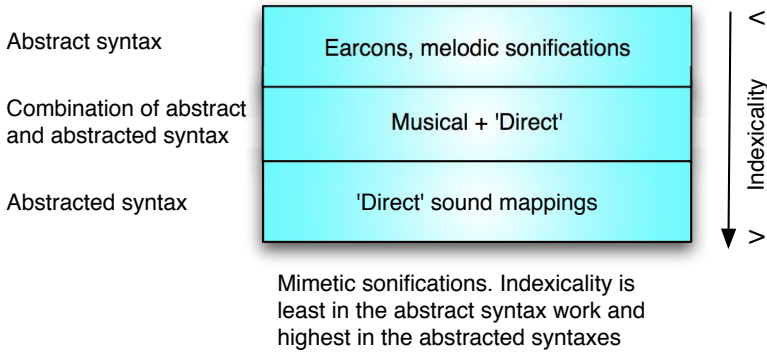 Abstract syntax
Earcons, melodic sonifications
<
Combination of abstract
and abstracted syntax
Musical + 'Direct'
Indexicality
Abstracted syntax
'Direct' sound mappings
>
Mimetic sonifications. Indexicality is
least in the abstract syntax work and
highest in the abstracted syntaxes